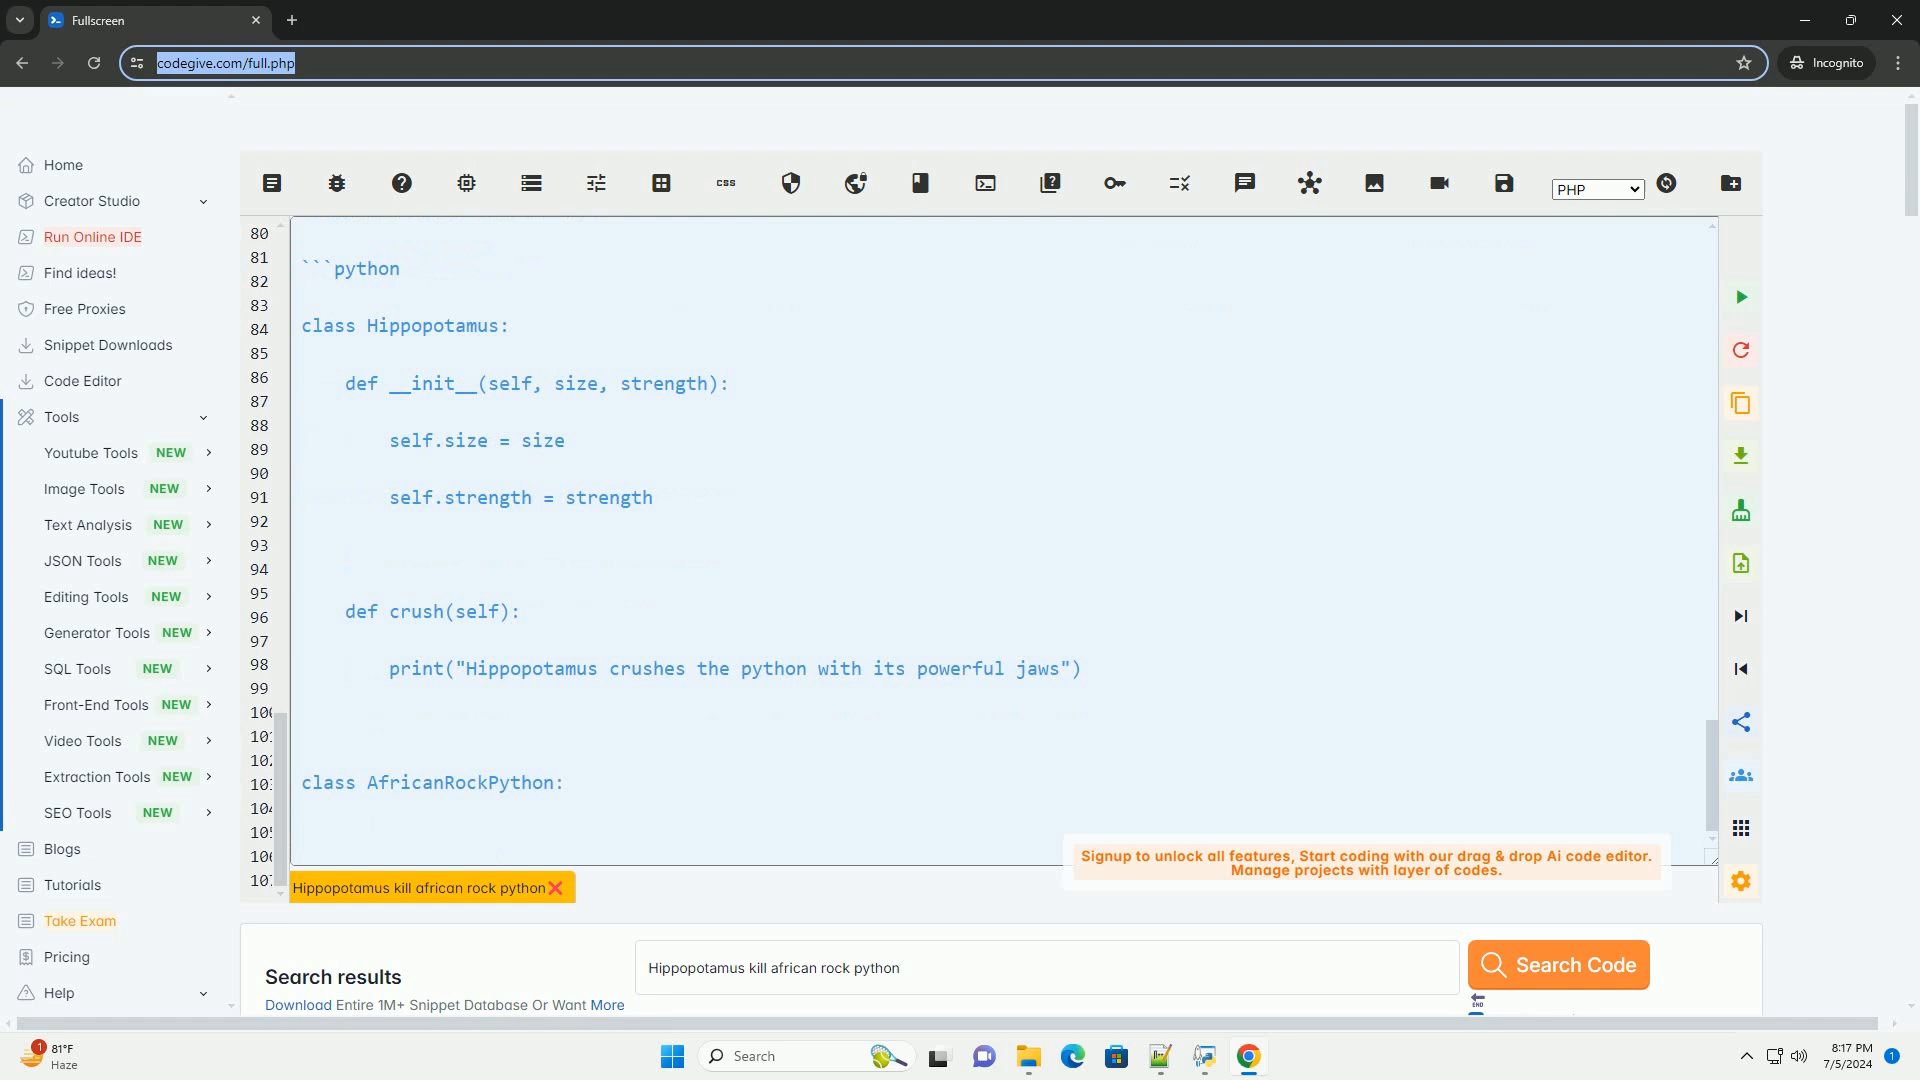 Fullscreen
codegive.com/full.php
Incognito
Home
Creator Studio
Run Online IDE
Find ideas!
Free Proxies
Snippet Downloads
Code Editor
Tools
Youtube Tools NEW
Image Tools NEW
Text Analysis NEW
JSON Tools NEW
Editing Tools NEW
Generator Tools NEW
SQL Tools NEW
Front-End Tools NEW
Video Tools NEW
Extraction Tools NEW
SEO Tools NEW
Blogs
Tutorials
Take Exam
Pricing
Help
css
PHP
80
81
82
83
84
85
86
87
88
89
90
91
92
93
94
95
96
97
98
99
```python
class Hippopotamus:
def __init__(self, size, strength):
self.size = size
self.strength = strength
def crush(self):
print("Hippopotamus crushes the python with its powerful jaws")
class AfricanRockPython:
Signup to unlock all features, Start coding with our drag & drop Ai code editor.
Manage projects with layer of codes.
Hippopotamus kill african rock python
Search results
Download Entire 1M+ Snippet Database Or Want More
Hippopotamus kill african rock python
Search Code
END
1
81°F
Haze
Search
8:17 PM
7/5/2024
1